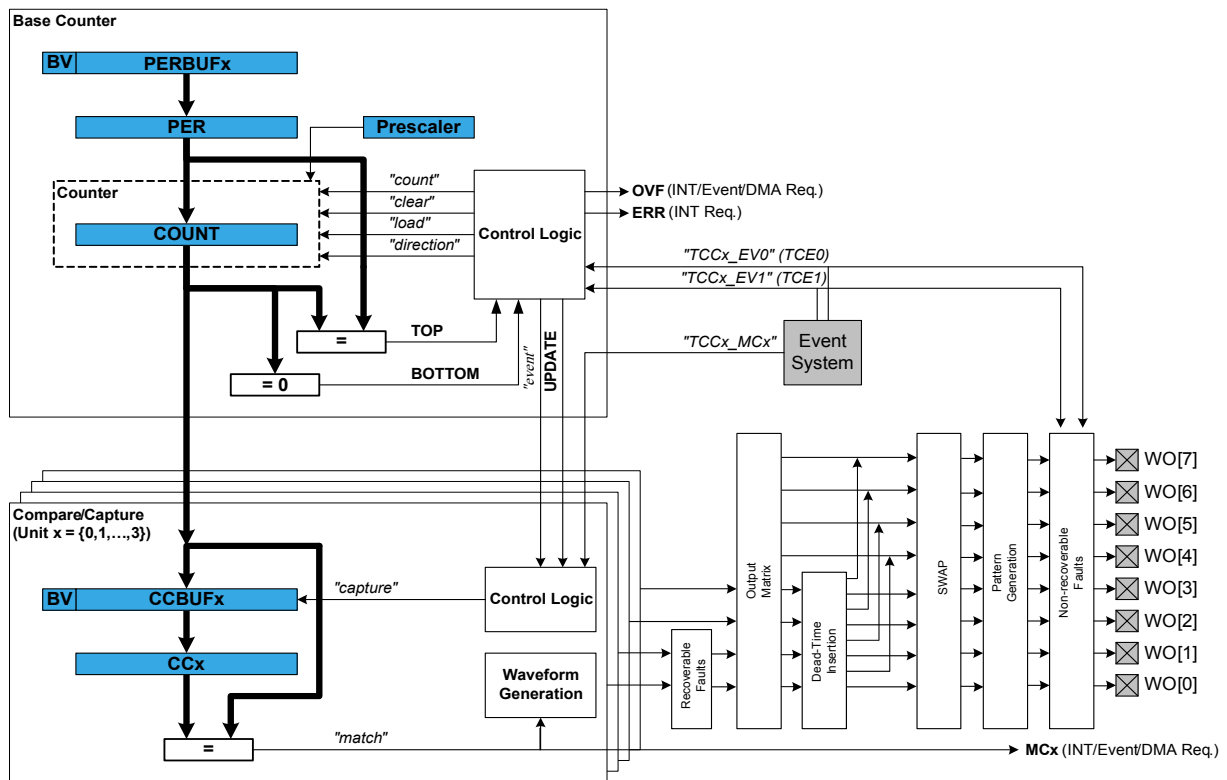 Base Counter
BV PERBUFx
PER
Prescaler
Counter
COUNT
"count"
"clear"
"load"
"direction"
Control Logic
OVF (INT/Event/DMA Req.)
ERR (INT Req.)
"TCCx_EV0" (TCE0)
"TCCx_EV1" (TCE1)
"TCCx_MCx"
Event
System
=
TOP
= 0
BOTTOM
"event"
UPDATE
Compare/Capture
(Unit x = {0,1,…,3})
BV CCBUFx
"capture"
Control Logic
CCx
Waveform
Generation
=
"match"
Recoverable
Faults
Output
Matrix
Dead-Time
Insertion
SWAP
Pattern
Generation
Non-recoverable
Faults
WO[7]
WO[6]
WO[5]
WO[4]
WO[3]
WO[2]
WO[1]
WO[0]
MCx (INT/Event/DMA Req.)